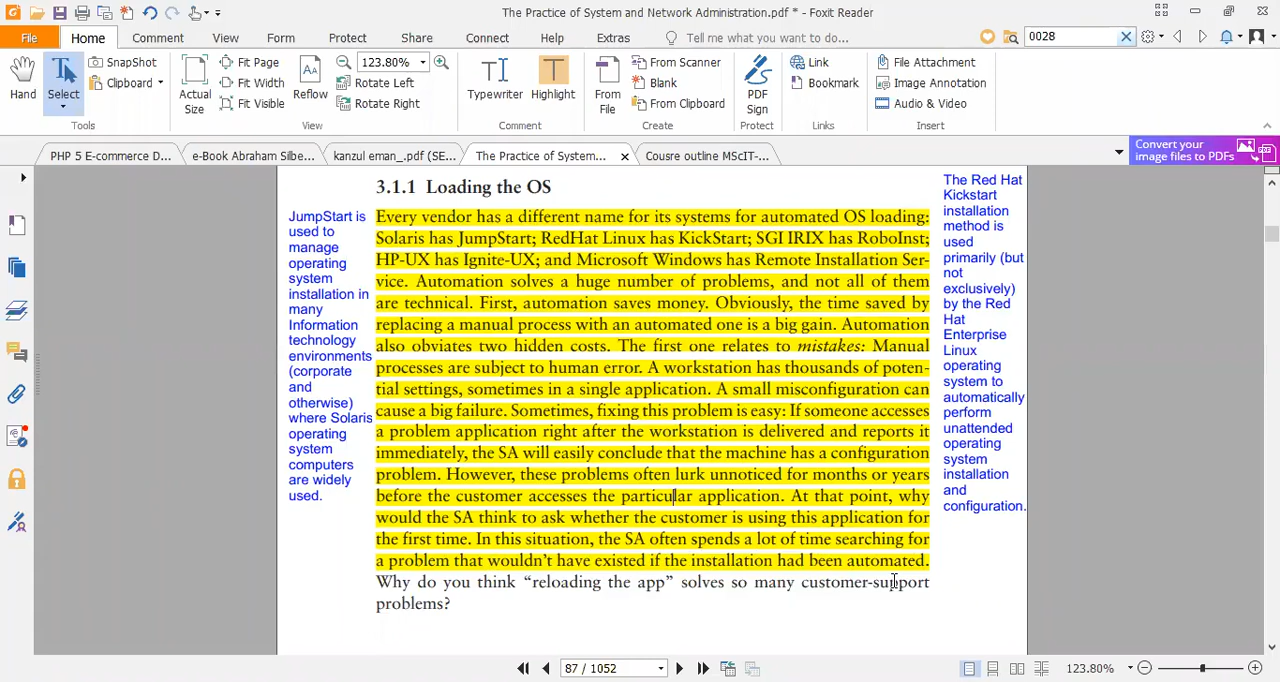 The Practice of System and Network Administration.pdf * - Foxit Reader
File Home Comment View Form Protect Share Connect Help Extras Tell me what you want to do... 0028
Hand
Select
SnapShot
Clipboard
Tools
Actual Size
Fit Page
Fit Width
Fit Visible
Reflow
123.80%
Rotate Left
Rotate Right
View
Typewriter
Highlight
Comment
From File
From Scanner
Blank
From Clipboard
Create
PDF Sign
Protect
Link
Bookmark
Links
File Attachment
Image Annotation
Audio & Video
Insert
PHP 5 E-commerce D... e-Book Abraham Silbe... kanzul eman_.pdf (SE... The Practice of System... Cousre outline MScIT-...
Convert your
image files to PDFs
3.1.1 Loading the OS
JumpStart is
used to
manage
operating
system
installation in
many
Information
technology
environments
(corporate
and
otherwise)
where Solaris
operating
system
computers
are widely
used.
Every vendor has a different name for its systems for automated OS loading:
Solaris has JumpStart; RedHat Linux has KickStart; SGI IRIX has RoboInst;
HP-UX has Ignite-UX; and Microsoft Windows has Remote Installation Ser-
vice. Automation solves a huge number of problems, and not all of them
are technical. First, automation saves money. Obviously, the time saved by
replacing a manual process with an automated one is a big gain. Automation
also obviates two hidden costs. The first one relates to mistakes: Manual
processes are subject to human error. A workstation has thousands of poten-
tial settings, sometimes in a single application. A small misconfiguration can
cause a big failure. Sometimes, fixing this problem is easy: If someone accesses
a problem application right after the workstation is delivered and reports it
immediately, the SA will easily conclude that the machine has a configuration
problem. However, these problems often lurk unnoticed for months or years
before the customer accesses the particular application. At that point, why
would the SA think to ask whether the customer is using this application for
the first time. In this situation, the SA often spends a lot of time searching for
a problem that wouldn't have existed if the installation had been automated.
Why do you think “reloading the app” solves so many customer-support
problems?
The Red Hat
Kickstart
installation
method is
used
primarily (but
not
exclusively)
by the Red
Hat
Enterprise
Linux
operating
system to
automatically
perform
unattended
operating
system
installation
and
configuration.
87 / 1052
123.80%